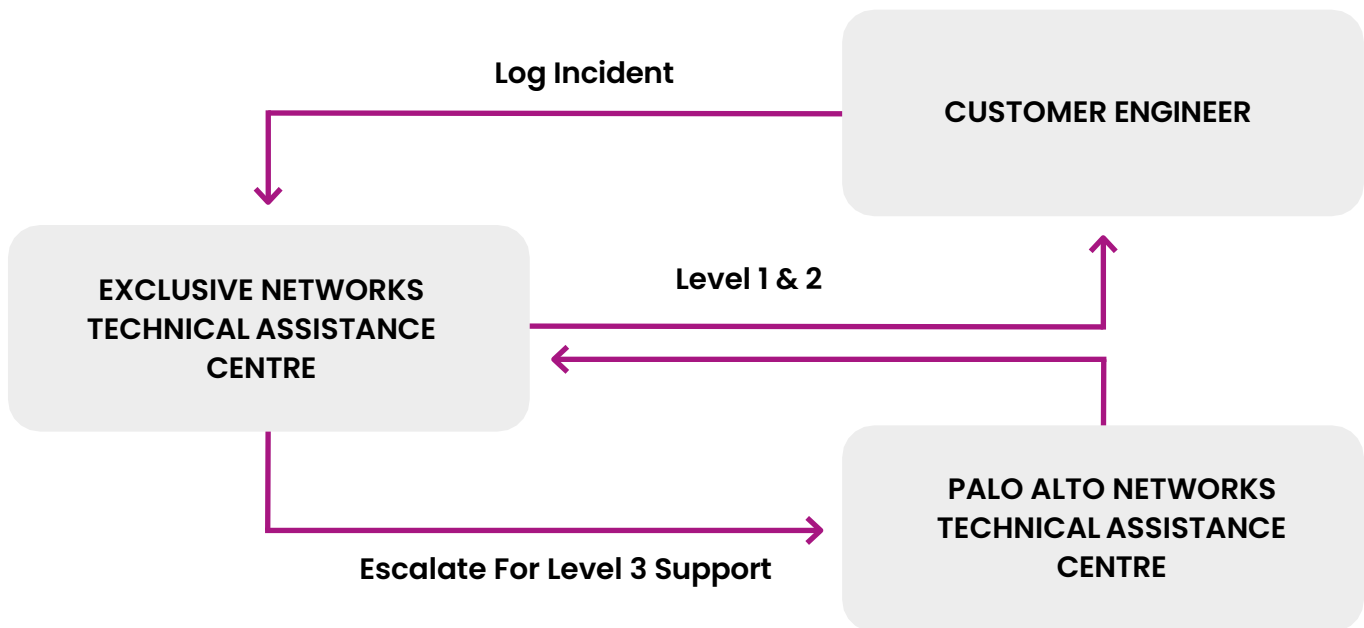 Log Incident
CUSTOMER ENGINEER
EXCLUSIVE NETWORKS
TECHNICAL ASSISTANCE
CENTRE
Level 1 & 2
PALO ALTO NETWORKS
TECHNICAL ASSISTANCE
CENTRE
Escalate For Level 3 Support